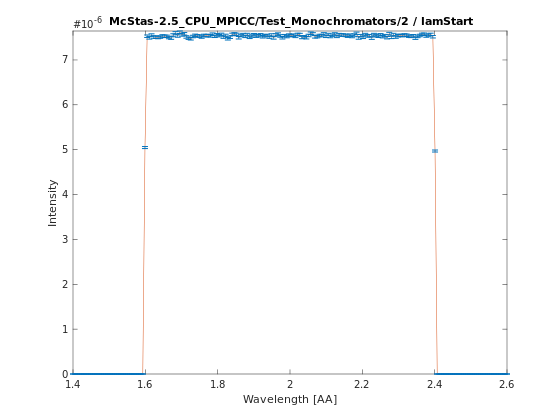 #10-6
McStas-2.5_CPU_MPICC/Test_Monochromators/2 / IamStart
7
6
5
4
3
2
1
0
Intensity
1.4 1.6 1.8 2 2.2 2.4 2.6
Wavelength [AA]